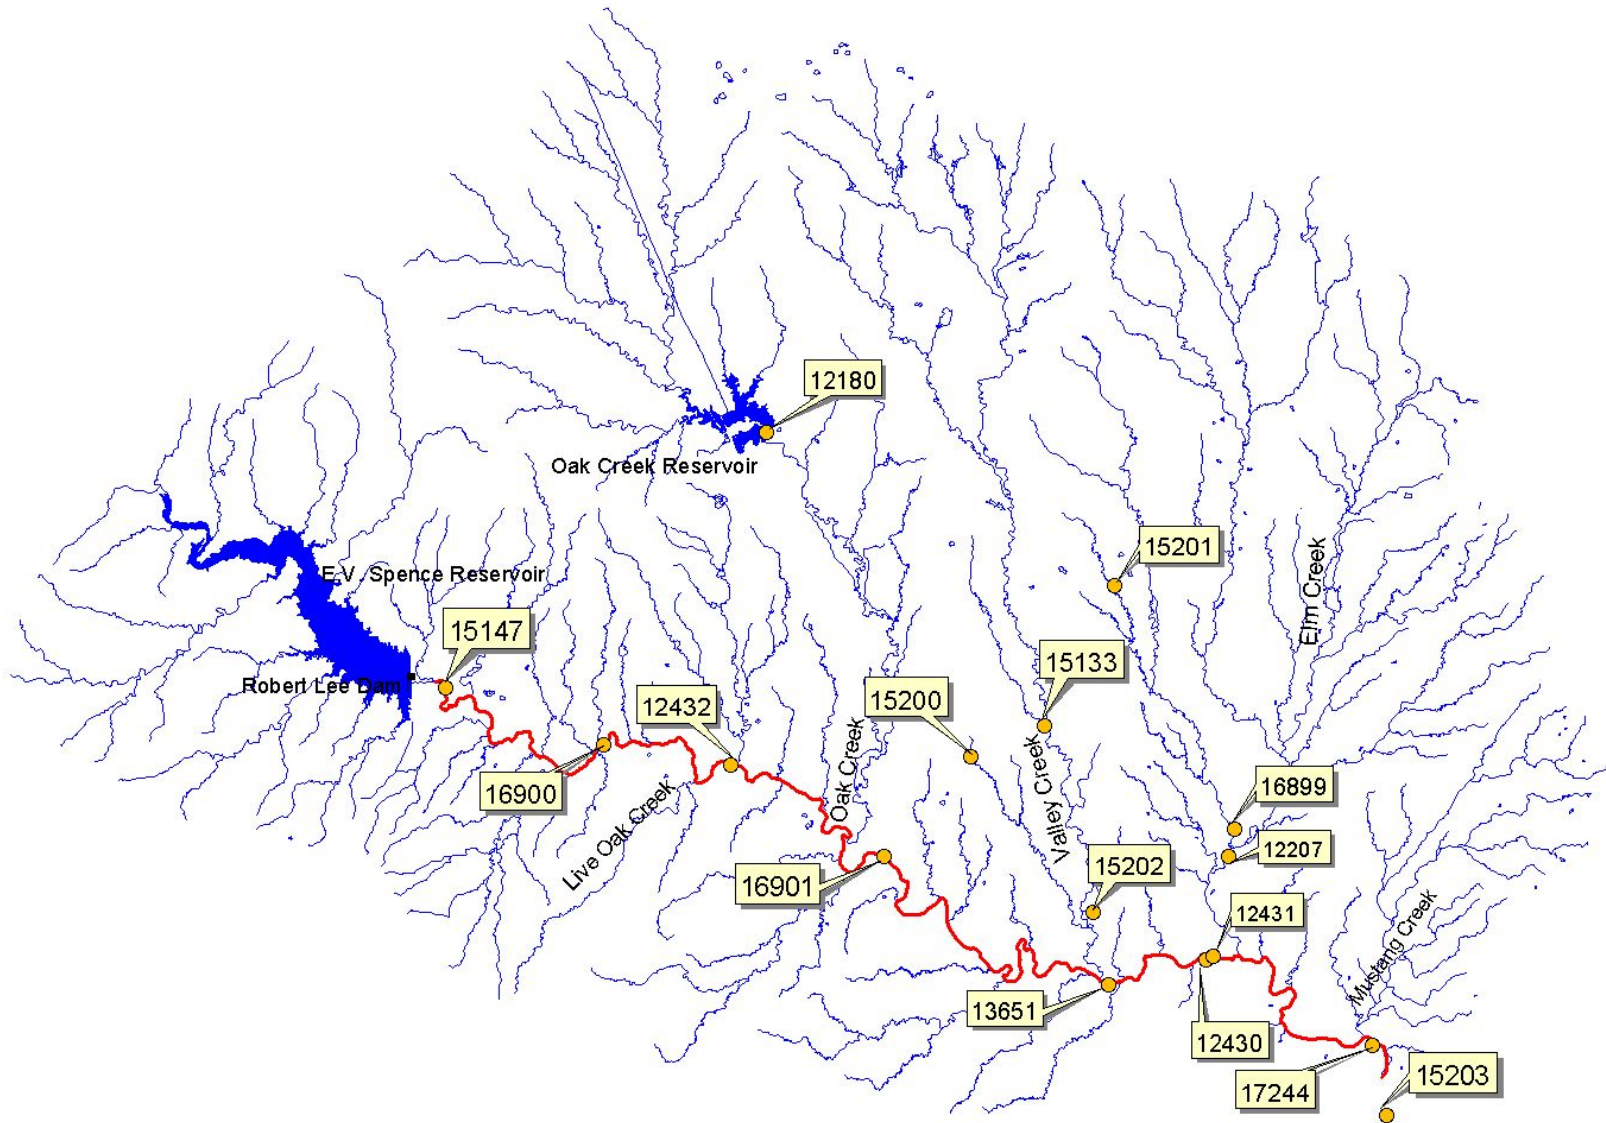 12180
Oak Creek Reservoir
15201
E.V. Spence Reservoir
Elm Creek
15147
15133
Robert Lee Dam
12432
15200
Oak Creek
Valley Creek
16900
16899
Live Oak Creek
12207
15202
16901
12431
Mustang Creek
13651
12430
15203
17244